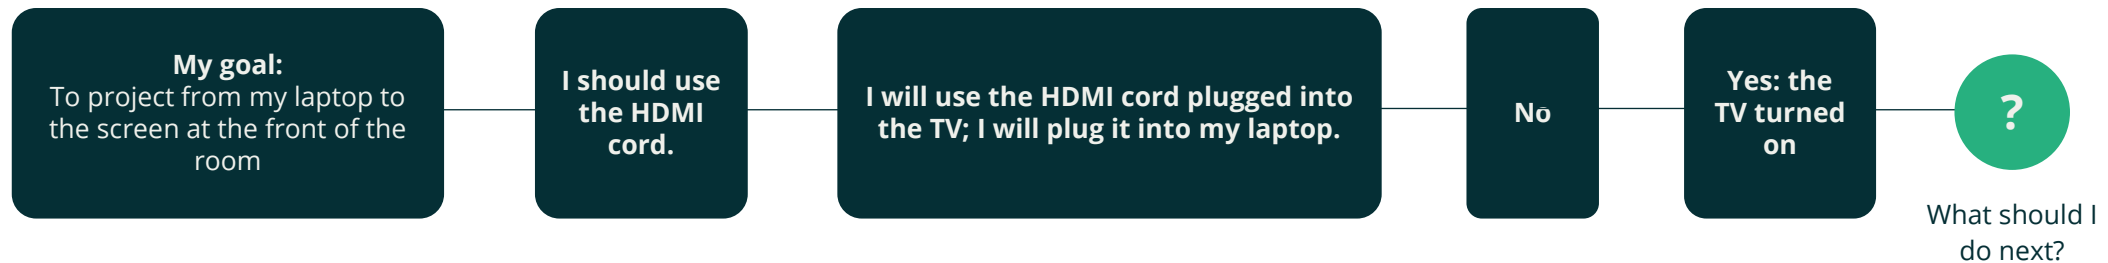 My goal:
To project from my laptop to
the screen at the front of the
room
I should use
the HDMI
cord.
I will use the HDMI cord plugged into
the TV; I will plug it into my laptop.
No
Yes: the
TV turned
on
?
What should I
do next?